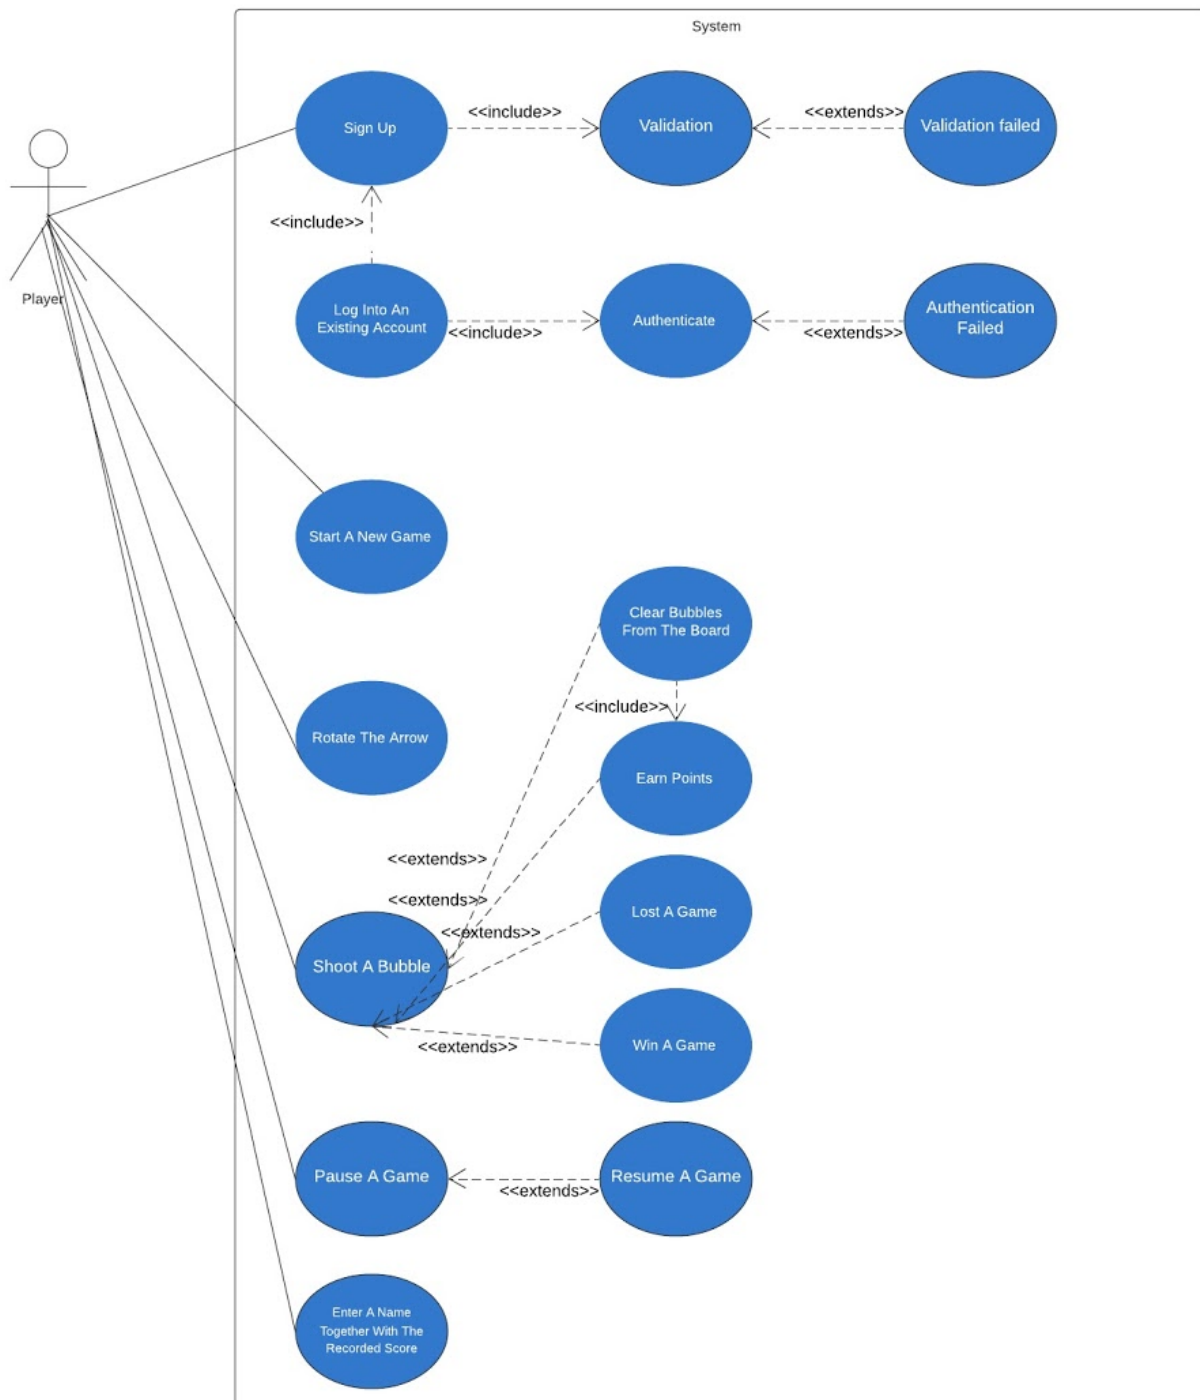 System
Sign Up
<<include>>
Validation
<<extends>>
Validation failed
<<include>>
Player
Log Into An
Existing Account
<<include>>
Authenticate
<<extends>>
Authentication
Failed
Start A New Game
Clear Bubbles
From The Board
<<include>>
Rotate The Arrow
Earn Points
<<extends>>
<<extends>>
<<extends>>
Lost A Game
Shoot A Bubble
<<extends>>
Win A Game
Pause A Game
<<extends>>
Resume A Game
Enter A Name
Together With The
Recorded Score